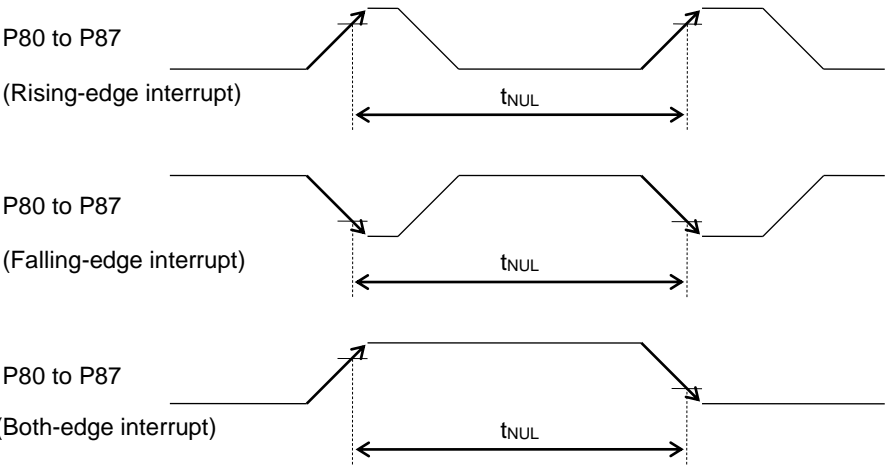 P80 to P87
(Rising-edge interrupt)
tNUL
P80 to P87
(Falling-edge interrupt)
tNUL
P80 to P87
(Both-edge interrupt)
tNUL